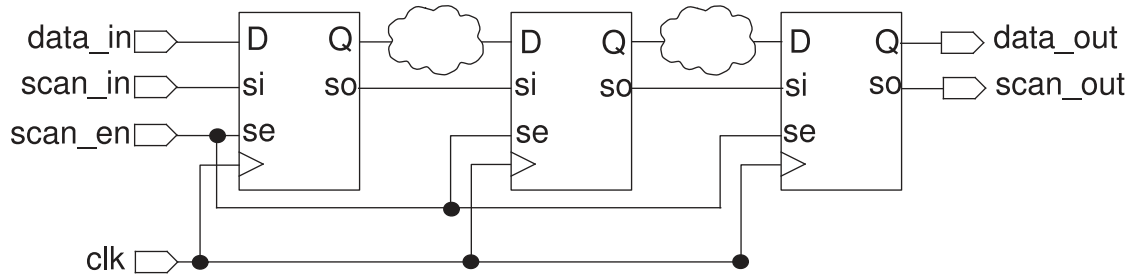 data_in D Q D Q D Q data_out
scan_in si so si so si so scan_out
scan_en se se se
clk